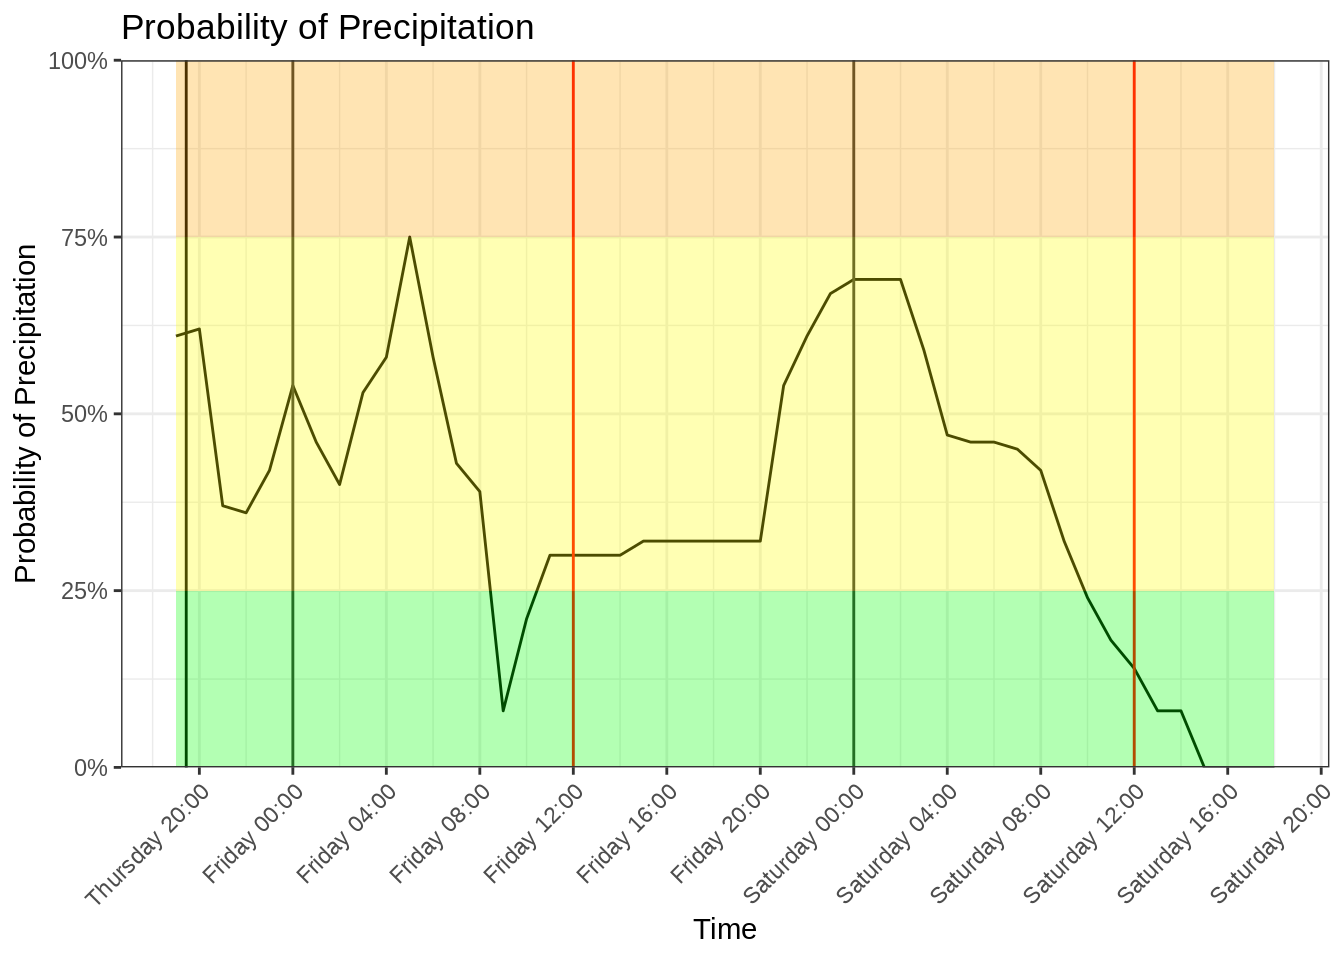 Probability of Precipitation
100%
75%
50%
25%
0%
Probability of Precipitation
Thursday 20:00
Friday 00:00
Friday 04:00
Friday 08:00
Friday 12:00
Friday 16:00
Friday 20:00
Saturday 00:00
Saturday 04:00
Saturday 08:00
Saturday 12:00
Saturday 16:00
Saturday 20:00
Time